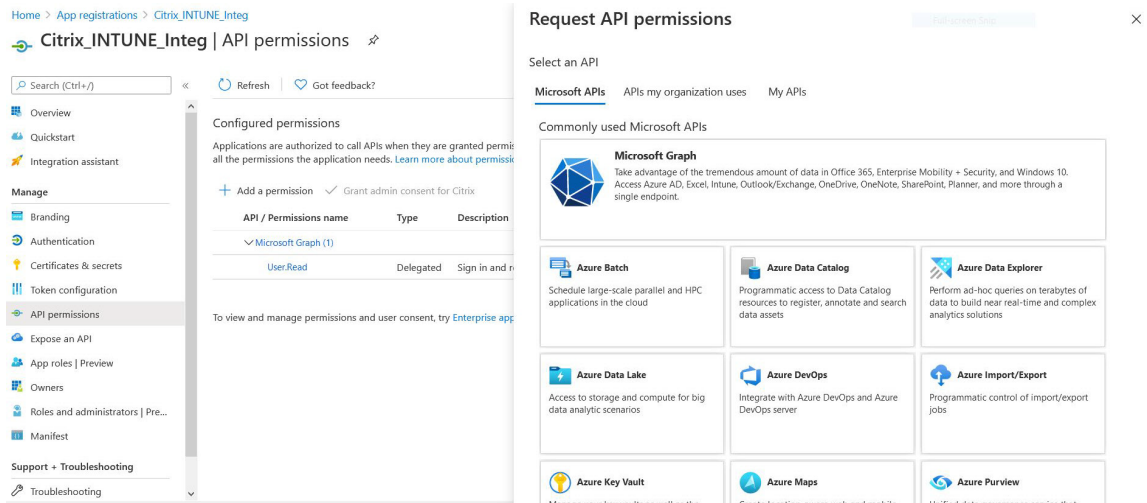 Home > App registrations > Citrix_INTUNE_Integ
Citrix_INTUNE_Integ | API permissions
Search (Ctrl+/)
«
Overview
Quickstart
Integration assistant
Manage
Branding
Authentication
Certificates & secrets
Token configuration
API permissions
Expose an API
App roles | Preview
Owners
Roles and administrators | Pre...
Manifest
Support + Troubleshooting
Troubleshooting
Refresh
Got feedback?
Configured permissions
Applications are authorized to call APIs when they are granted permis
all the permissions the application needs. Learn more about permissio
Add a permission
Grant admin consent for Citrix
API / Permissions name Type Description
Microsoft Graph (1)
User.Read Delegated Sign in and r
To view and manage permissions and user consent, try Enterprise app
Request API permissions
Select an API
Microsoft APIs APIs my organization uses My APIs
Commonly used Microsoft APIs
Microsoft Graph
Take advantage of the tremendous amount of data in Office 365, Enterprise Mobility + Security, and Windows 10.
Access Azure AD, Excel, Intune, Outlook/Exchange, OneDrive, OneNote, SharePoint, Planner, and more through a
single endpoint.
Azure Batch
Schedule large-scale parallel and HPC
applications in the cloud
Azure Data Catalog
Programmatic access to Data Catalog
resources to register, annotate and search
data assets
Azure Data Explorer
Perform ad-hoc queries on terabytes of
data to build near real-time and complex
analytics solutions
Azure Data Lake
Access to storage and compute for big
data analytic scenarios
Azure DevOps
Integrate with Azure DevOps and Azure
DevOps server
Azure Import/Export
Programmatic control of import/export
jobs
Azure Key Vault
Azure Maps
Azure Purview